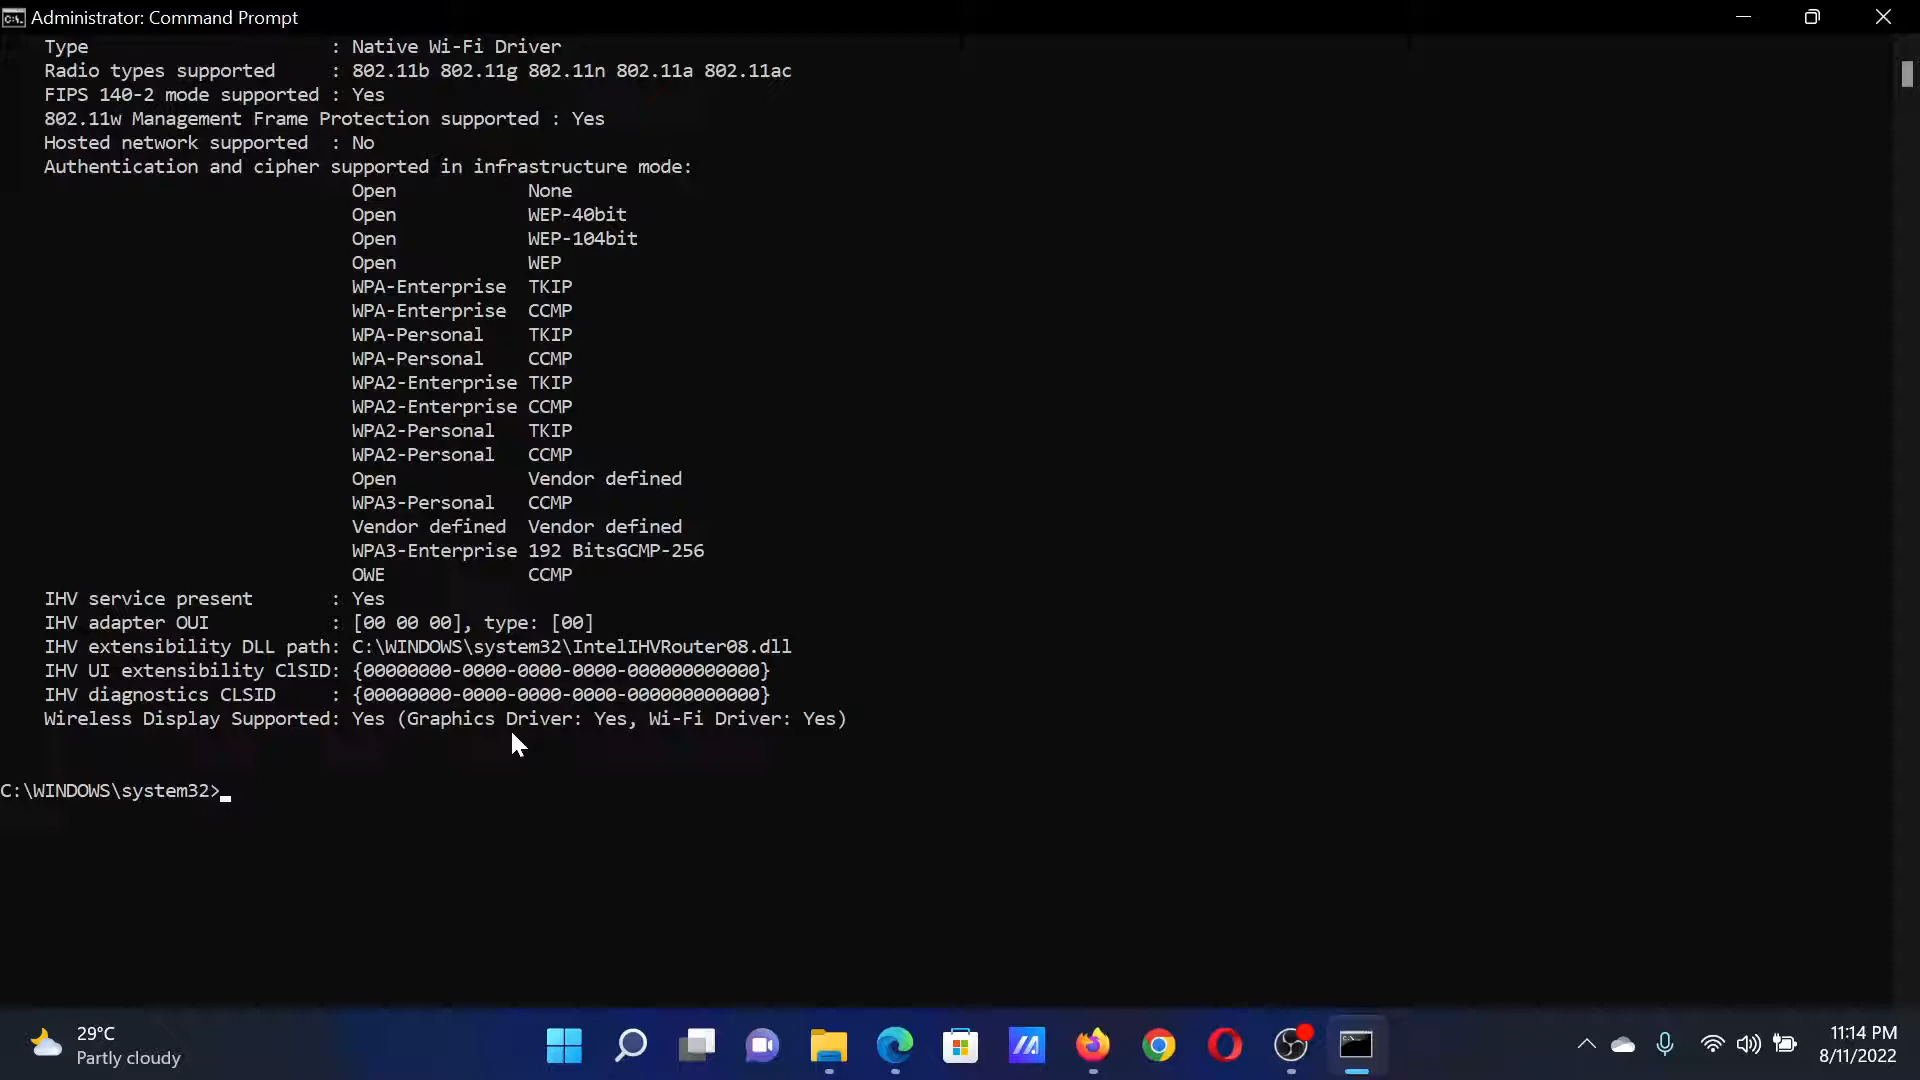 Administrator: Command Prompt
Type : Native Wi-Fi Driver
Radio types supported : 802.11b 802.11g 802.11n 802.11a 802.11ac
FIPS 140-2 mode supported : Yes
802.11w Management Frame Protection supported : Yes
Hosted network supported : No
Authentication and cipher supported in infrastructure mode:
Open None
Open WEP-40bit
Open WEP-104bit
Open WEP
WPA-Enterprise TKIP
WPA-Enterprise CCMP
WPA-Personal TKIP
WPA-Personal CCMP
WPA2-Enterprise TKIP
WPA2-Enterprise CCMP
WPA2-Personal TKIP
WPA2-Personal CCMP
Open Vendor defined
WPA3-Personal CCMP
Vendor defined Vendor defined
WPA3-Enterprise 192 BitsGCMP-256
OWE CCMP
IHV service present : Yes
IHV adapter OUI : [00 00 00], type: [00]
IHV extensibility DLL path: C:\WINDOWS\system32\IntelIHVRouter08.dll
IHV UI extensibility ClSID: {00000000-0000-0000-0000-000000000000}
IHV diagnostics CLSID : {00000000-0000-0000-0000-000000000000}
Wireless Display Supported: Yes (Graphics Driver: Yes, Wi-Fi Driver: Yes)
C:\WINDOWS\system32>
29°C
Partly cloudy
11:14 PM
8/11/2022